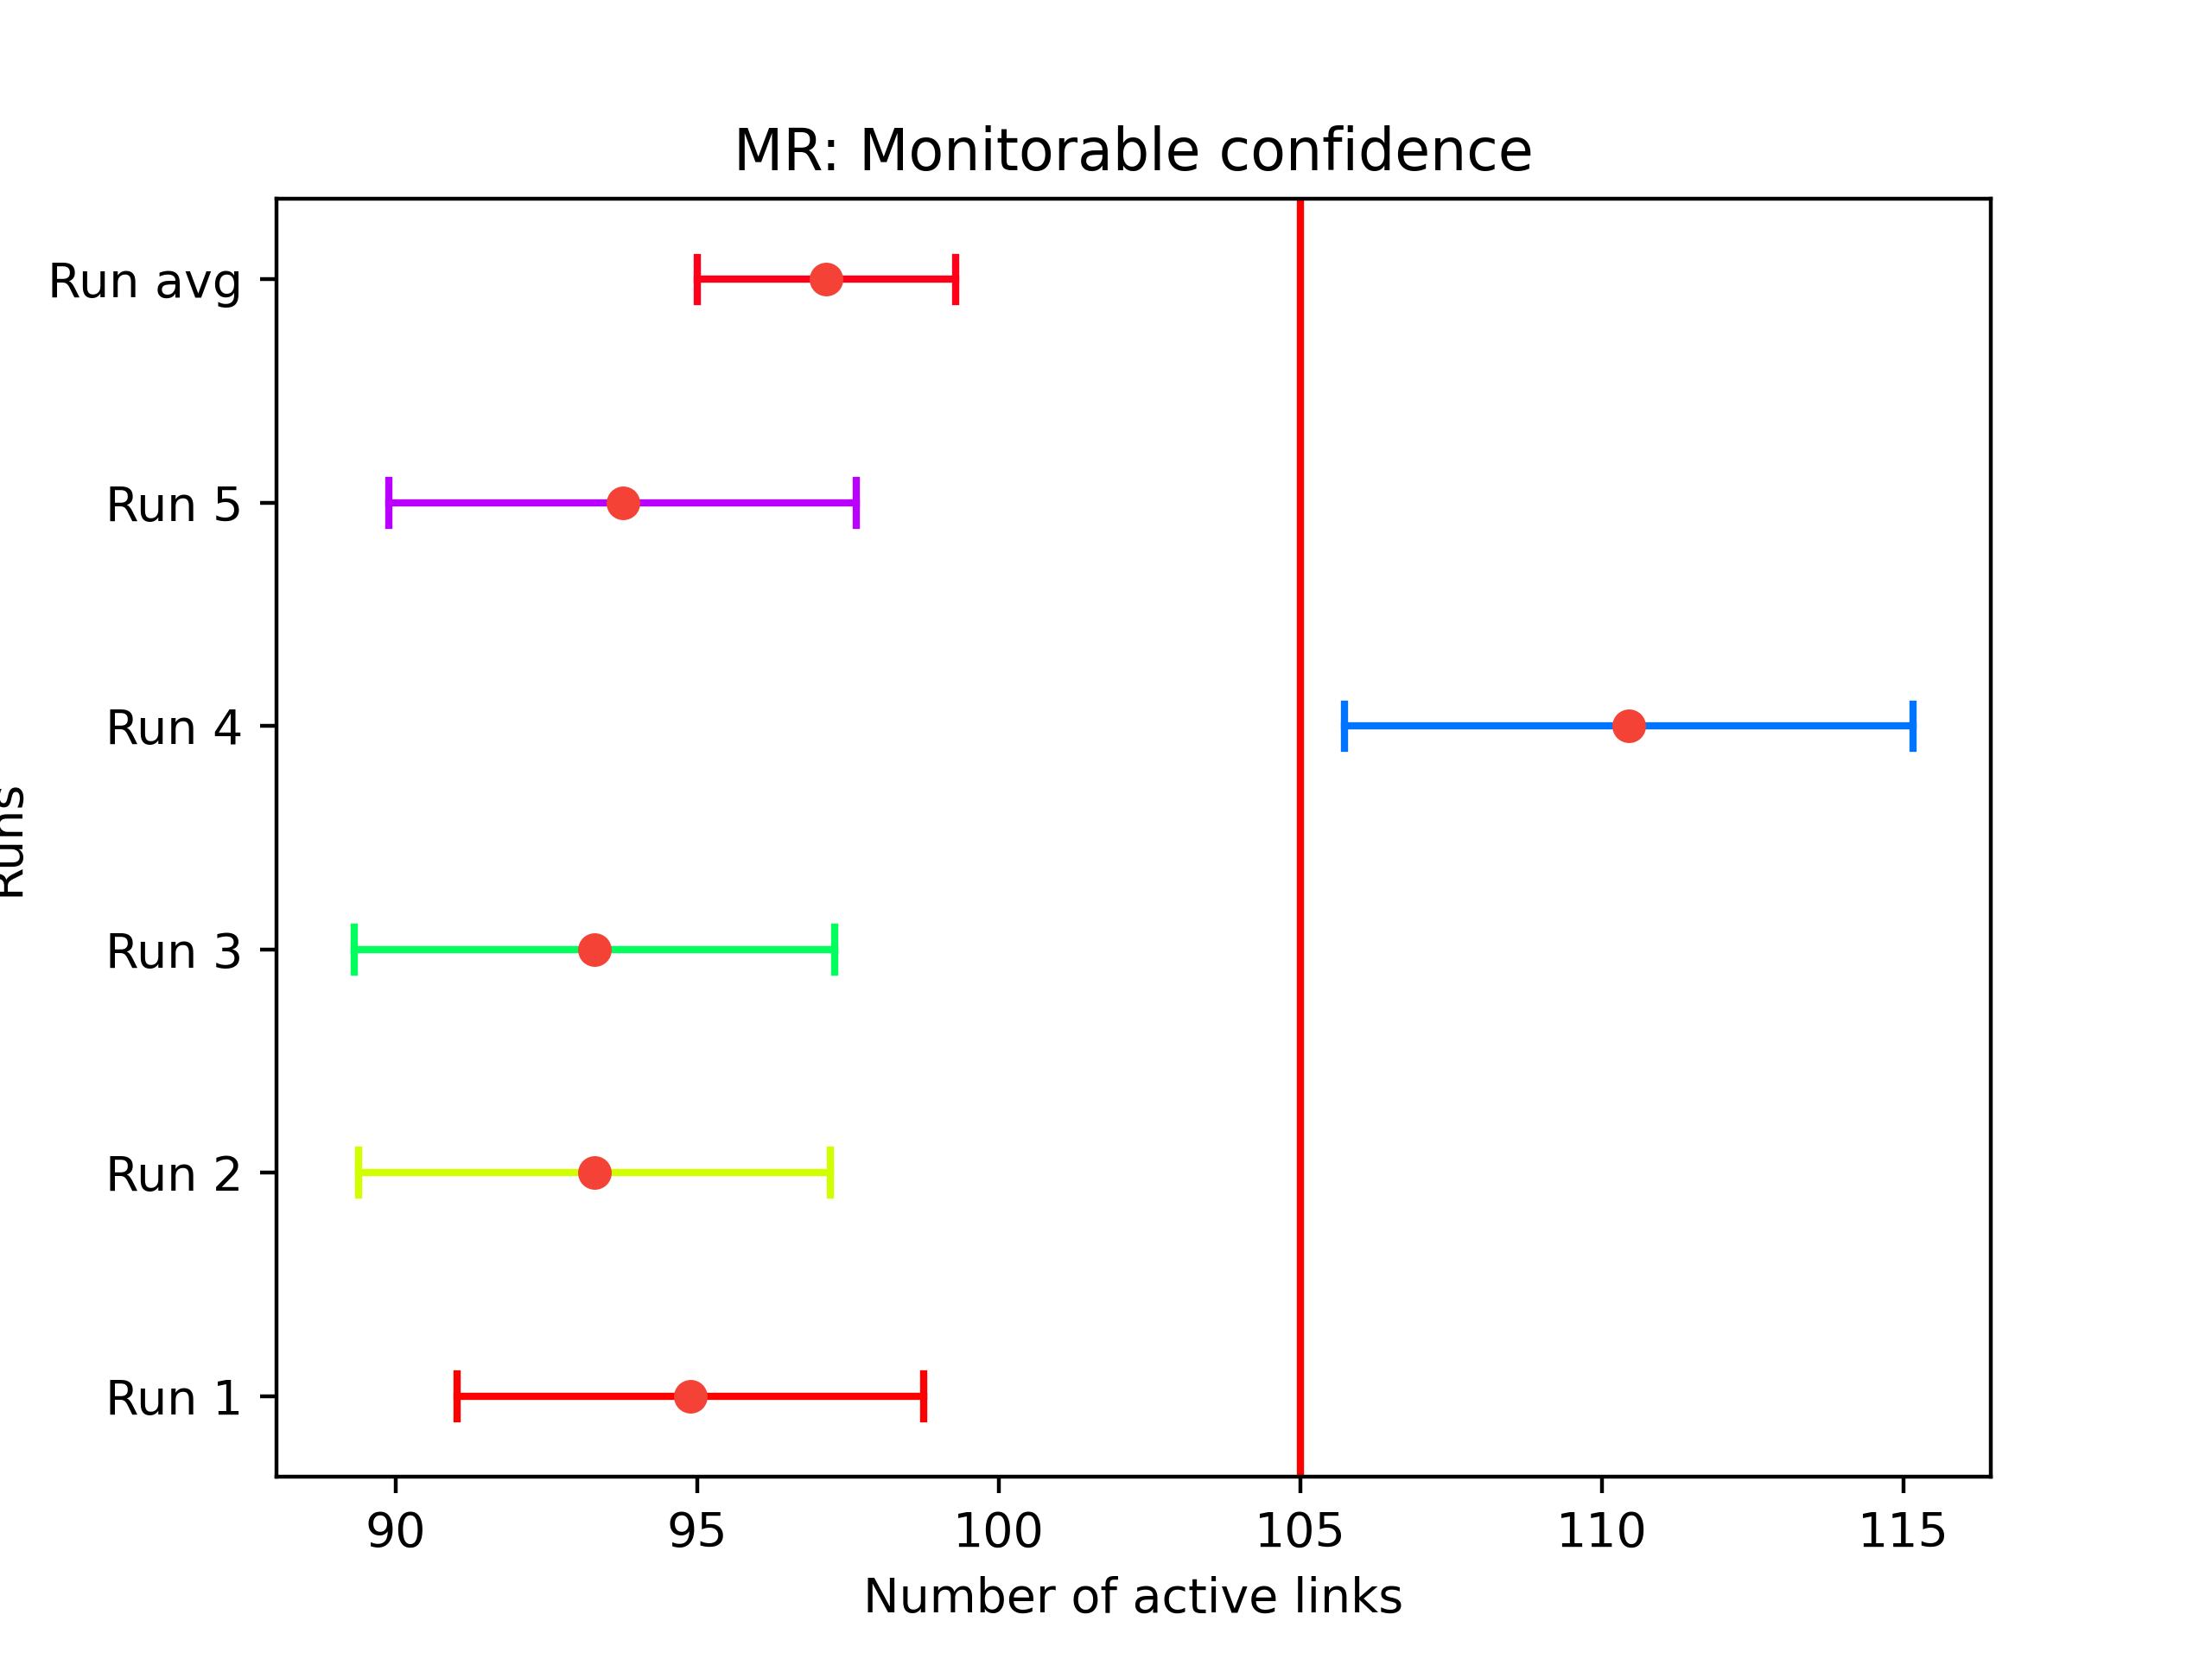 MR: Monitorable confidence
Run avg
Run 5
Run 4
Runs
Run 3
Run 2
Run 1
90 95 100 105 110 115
Number of active links